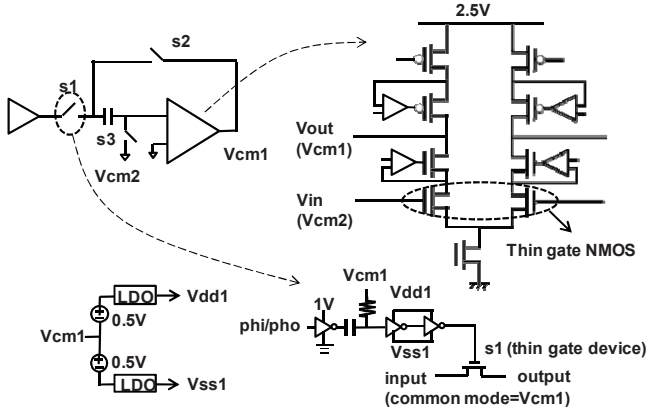 2.5V
s2
s1
s3
Vcm2
Vcm1
Vout
(Vcm1)
Vin
(Vcm2)
Thin gate NMOS
LDO
Vdd1
0.5V
Vcm1
0.5V
LDO
Vss1
Vcm1
1V
Vdd1
phi/pho
Vss1
s1 (thin gate device)
input
output
(common mode=Vcm1)